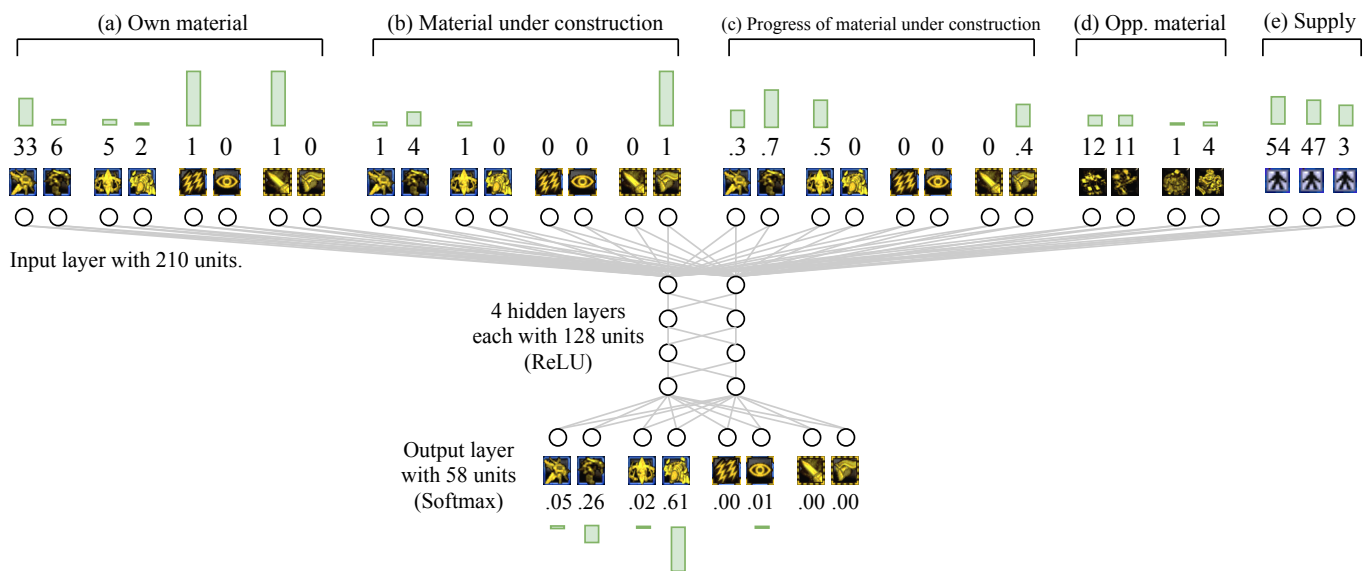 (a) Own material
(b) Material under construction
(c) Progress of material under construction
(d) Opp. material
(e) Supply
33 6 5 2 1 0 1 0
1 4 1 0 0 0 0 1
.3 .7 .5 0 0 0 0 .4
12 11 1 4
54 47 3
Input layer with 210 units.
4 hidden layers
each with 128 units
(ReLU)
Output layer
with 58 units
(Softmax)
.05 .26 .02 .61 .00 .01 .00 .00